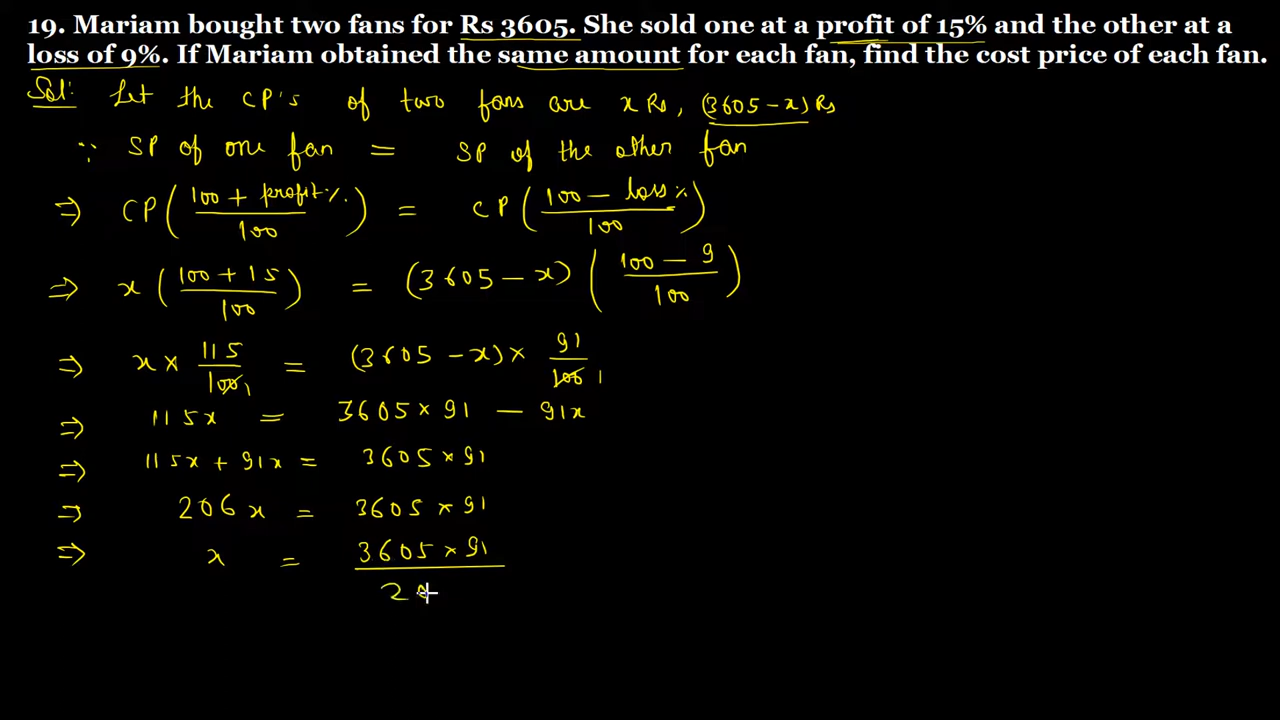 19. Mariam bought two fans for Rs 3605. She sold one at a profit of 15% and the other at a
loss of 9%. If Mariam obtained the same amount for each fan, find the cost price of each fan.
Sol: Let the CP's of two fans are x Rs, (3605 - x) Rs
∵ SP of one fan = SP of the other fan
⇒ CP ( 100 + profit% / 100 ) = CP ( 100 - loss % / 100 )
⇒ x ( 100 + 15 / 100 ) = (3605 - x) ( 100 - 9 / 100 )
⇒ x × 115 / 100 1 = (3605 - x) × 91 / 100 1
⇒ 115x = 3605 × 91 - 91x
⇒ 115x + 91x = 3605 × 91
⇒ 206 x = 3605 × 91
⇒ x = 3605 × 91 / 20